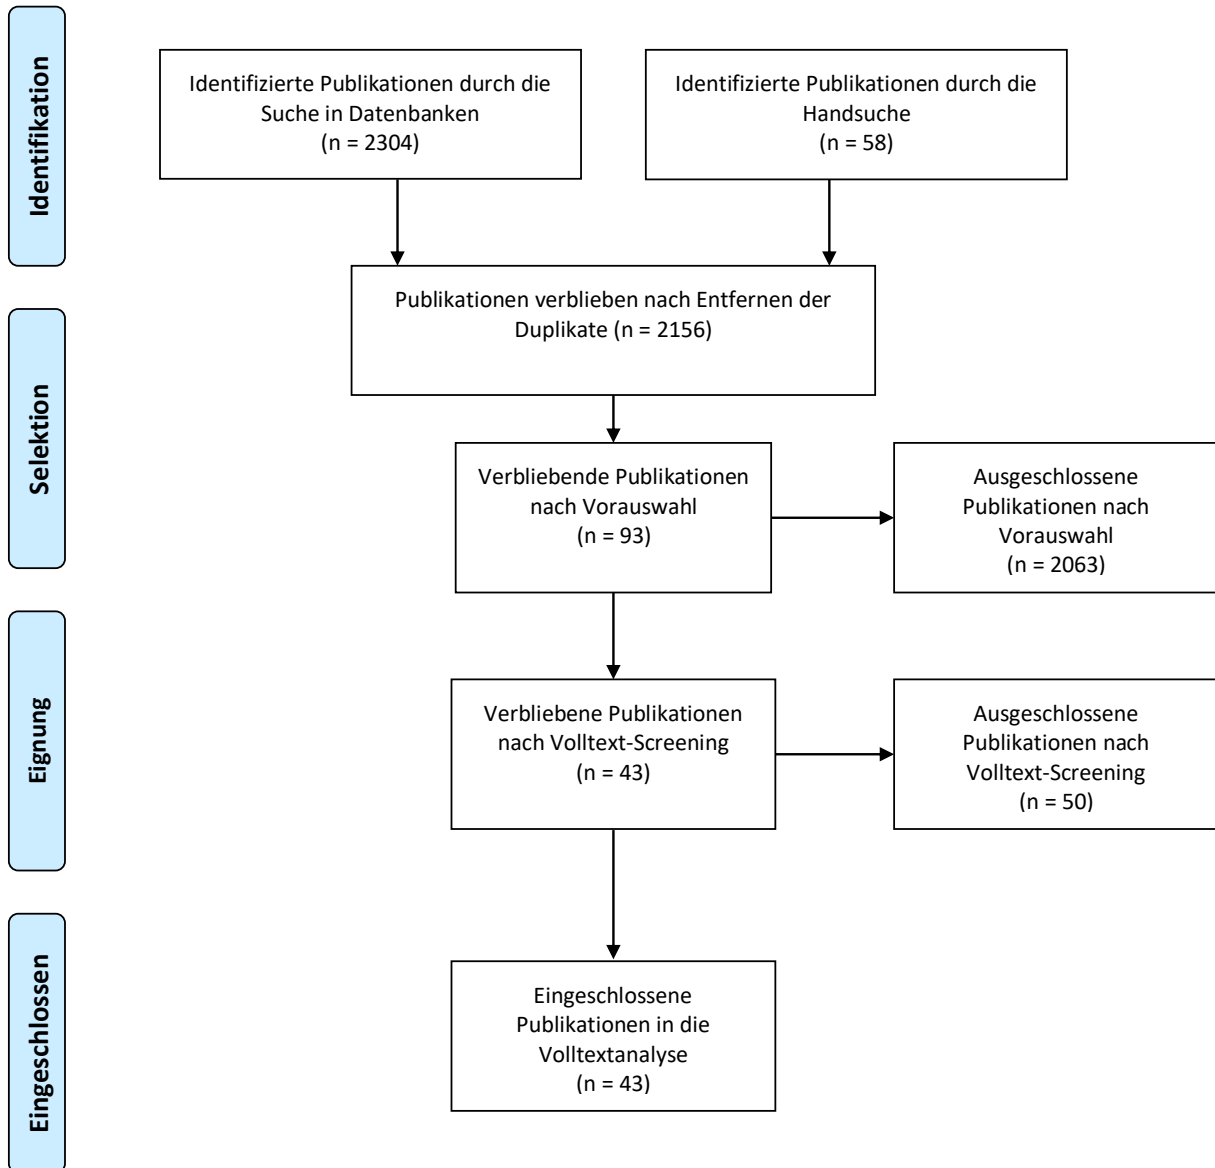 Identifikation
Identifizierte Publikationen durch die
Suche in Datenbanken
(n = 2304)
Identifizierte Publikationen durch die
Handsuche
(n = 58)
Publikationen verblieben nach Entfernen der
Duplikate (n = 2156)
Selektion
Verbliebende Publikationen
nach Vorauswahl
(n = 93)
Ausgeschlossene
Publikationen nach
Vorauswahl
(n = 2063)
Eignung
Verbliebene Publikationen
nach Volltext-Screening
(n = 43)
Ausgeschlossene
Publikationen nach
Volltext-Screening
(n = 50)
Eingeschlossen
Eingeschlossene
Publikationen in die
Volltextanalyse
(n = 43)